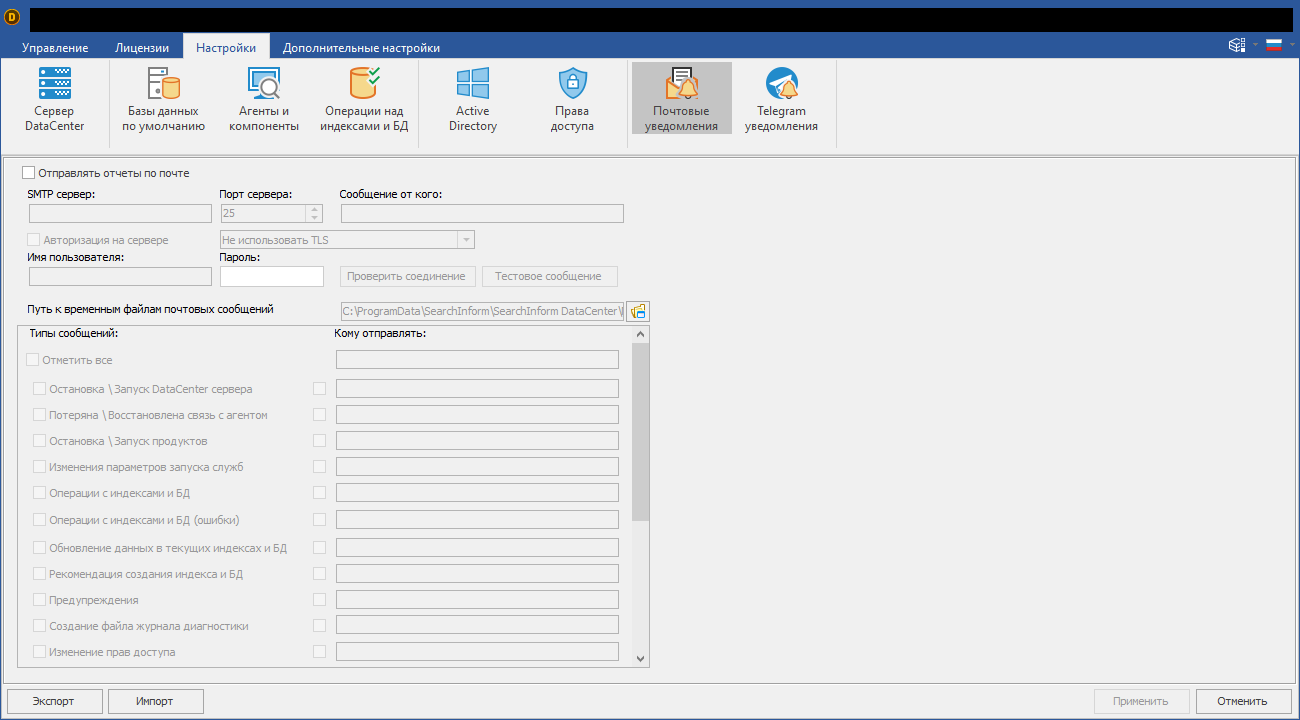 D
Управление Лицензии Настройки Дополнительные настройки
Сервер DataCenter
Базы данных по умолчанию
Агенты и компоненты
Операции над индексами и БД
Active Directory
Права доступа
Почтовые уведомления
Telegram уведомления
Отправлять отчеты по почте
SMTP сервер: Порт сервера: Сообщение от кого:
25
Авторизация на сервере Не использовать TLS
Имя пользователя: Пароль:
Проверить соединение Тестовое сообщение
Путь к временным файлам почтовых сообщений C:\ProgramData\SearchInform\SearchInform DataCenter\
Типы сообщений: Кому отправлять:
Отметить все
Остановка \ Запуск DataCenter сервера
Потеряна \ Восстановлена связь с агентом
Остановка \ Запуск продуктов
Изменения параметров запуска служб
Операции с индексами и БД
Операции с индексами и БД (ошибки)
Обновление данных в текущих индексах и БД
Рекомендация создания индекса и БД
Предупреждения
Создание файла журнала диагностики
Изменение прав доступа
Экспорт Импорт Применить Отменить